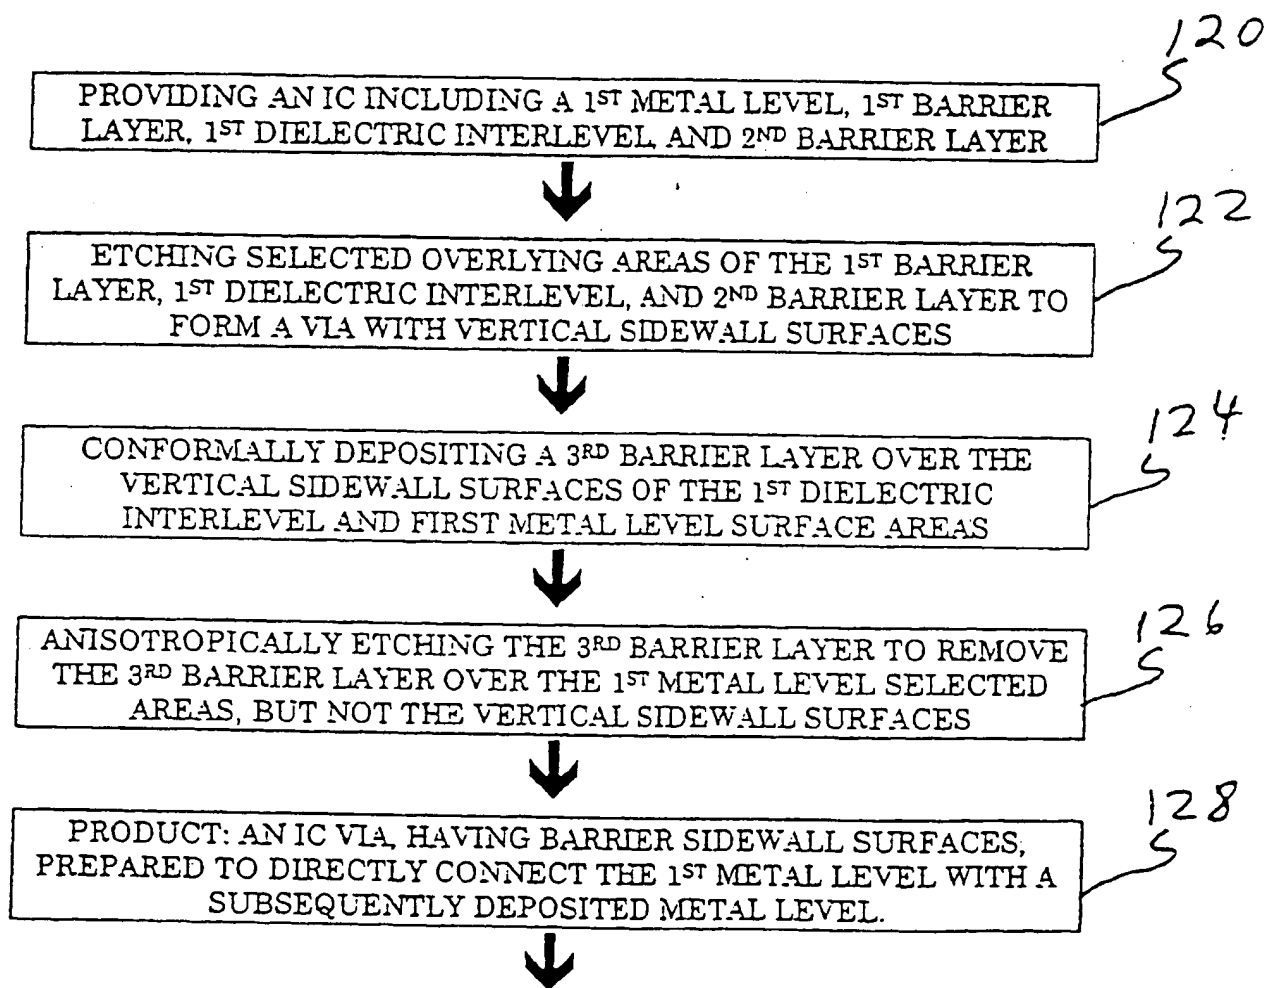 120
PROVIDING AN IC INCLUDING A 1ST METAL LEVEL, 1ST BARRIER
LAYER, 1ST DIELECTRIC INTERLEVEL, AND 2ND BARRIER LAYER
122
ETCHING SELECTED OVERLYING AREAS OF THE 1ST BARRIER
LAYER, 1ST DIELECTRIC INTERLEVEL, AND 2ND BARRIER LAYER TO
FORM A VIA WITH VERTICAL SIDEWALL SURFACES
124
CONFORMALLY DEPOSITING A 3RD BARRIER LAYER OVER THE
VERTICAL SIDEWALL SURFACES OF THE 1ST DIELECTRIC
INTERLEVEL AND FIRST METAL LEVEL SURFACE AREAS
126
ANISOTROPICALLY ETCHING THE 3RD BARRIER LAYER TO REMOVE
THE 3RD BARRIER LAYER OVER THE 1ST METAL LEVEL SELECTED
AREAS, BUT NOT THE VERTICAL SIDEWALL SURFACES
128
PRODUCT: AN IC VIA, HAVING BARRIER SIDEWALL SURFACES,
PREPARED TO DIRECTLY CONNECT THE 1ST METAL LEVEL WITH A
SUBSEQUENTLY DEPOSITED METAL LEVEL.